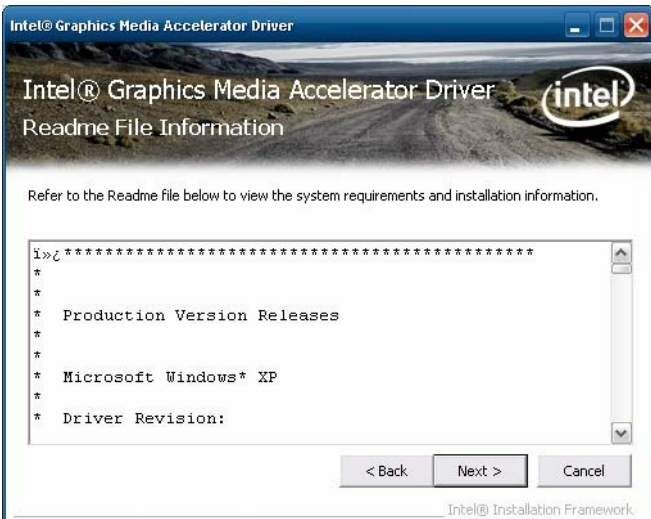 Intel® Graphics Media Accelerator Driver
Intel® Graphics Media Accelerator Driver
intel
Readme File Information
Refer to the Readme file below to view the system requirements and installation information.
ï»¿**********************************************
*
*
*  Production Version Releases
*
*
*  Microsoft Windows* XP
*
*  Driver Revision:
< Back Next > Cancel
Intel® Installation Framework